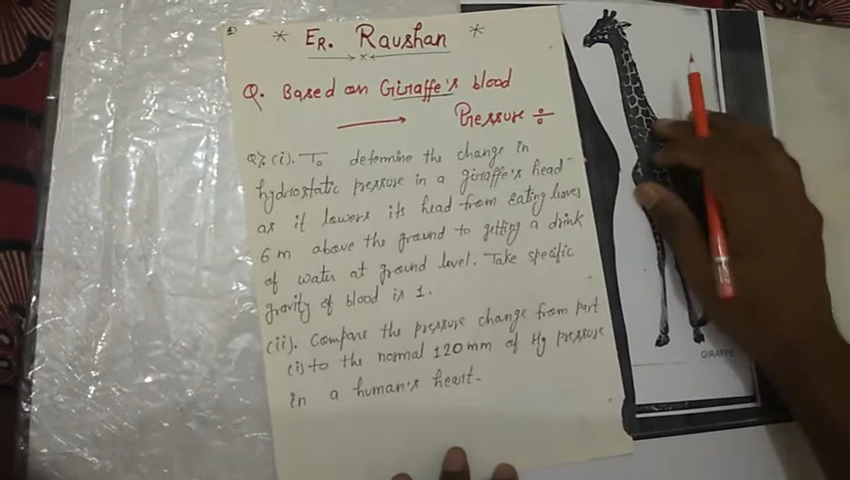 * ER. Raushan *
Q. Based on Giraffe's blood
Pressure ÷
Q% (i). To determine the change in
hydrostatic pressure in a giraffe's head
as it lowers its head from eating leaves
6 m above the ground to getting a drink
of water at ground level. Take specific
gravity of blood is 1.
(ii). Compare the pressure change from part
(i) to the normal 120 mm of Hg pressure
in a human's heart.
GIRAFFE